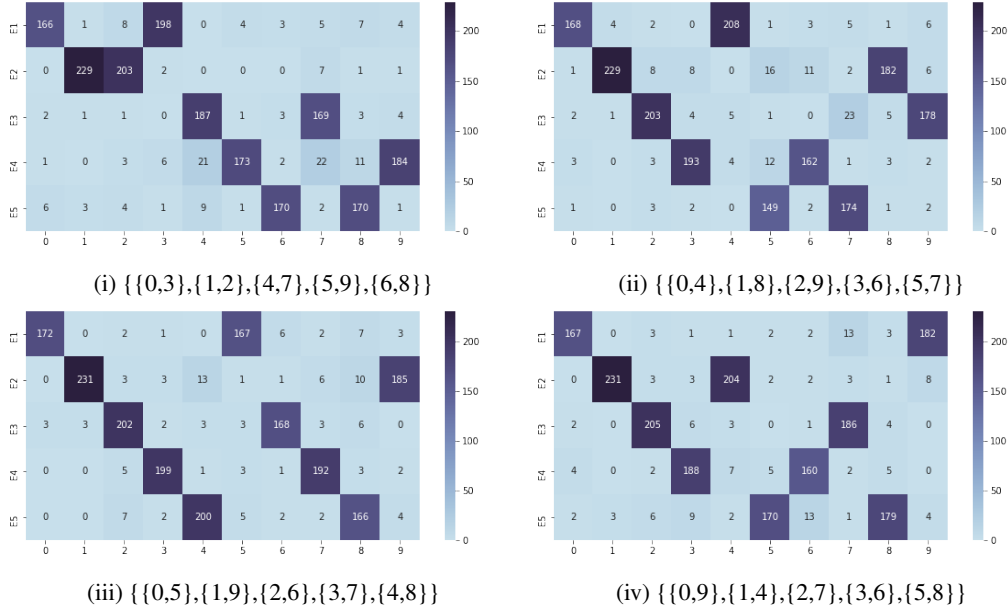 E1 166 1 8 198 0 4 3 5 7 4
E2 0 229 203 2 0 0 0 7 1 1
E3 2 1 1 0 187 1 3 169 3 4
E4 1 0 3 6 21 173 2 22 11 184
E5 6 3 4 1 9 1 170 2 170 1
0 1 2 3 4 5 6 7 8 9
200
150
100
50
0
(i) {{0,3},{1,2},{4,7},{5,9},{6,8}}
E1 168 4 2 0 208 1 3 5 1 6
E2 1 229 8 8 0 16 11 2 182 6
E3 2 1 203 4 5 1 0 23 5 178
E4 3 0 3 193 4 12 162 1 3 2
E5 1 0 3 2 0 149 2 174 1 2
0 1 2 3 4 5 6 7 8 9
200
150
100
50
0
(ii) {{0,4},{1,8},{2,9},{3,6},{5,7}}
E1 172 0 2 1 0 167 6 2 7 3
E2 0 231 3 3 13 1 1 6 10 185
E3 3 3 202 2 3 3 168 3 6 0
E4 0 0 5 199 1 3 1 192 3 2
E5 0 0 7 2 200 5 2 2 166 4
0 1 2 3 4 5 6 7 8 9
200
150
100
50
0
(iii) {{0,5},{1,9},{2,6},{3,7},{4,8}}
E1 167 0 3 1 1 2 2 13 3 182
E2 0 231 3 3 204 2 2 3 1 8
E3 2 0 205 6 3 0 1 186 4 0
E4 4 0 2 188 7 5 160 2 5 0
E5 2 3 6 9 2 170 13 1 179 4
0 1 2 3 4 5 6 7 8 9
200
150
100
50
0
(iv) {{0,9},{1,4},{2,7},{3,6},{5,8}}